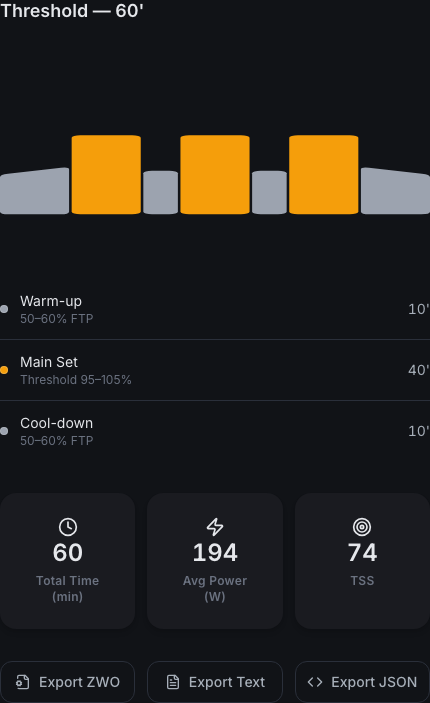 Threshold — 60'
Warm-up
10'
50–60% FTP
Main Set
40'
Threshold 95–105%
Cool-down
10'
50–60% FTP
60
Total Time
(min)
194
Avg Power
(W)
74
TSS
Export ZWO
Export Text
Export JSON